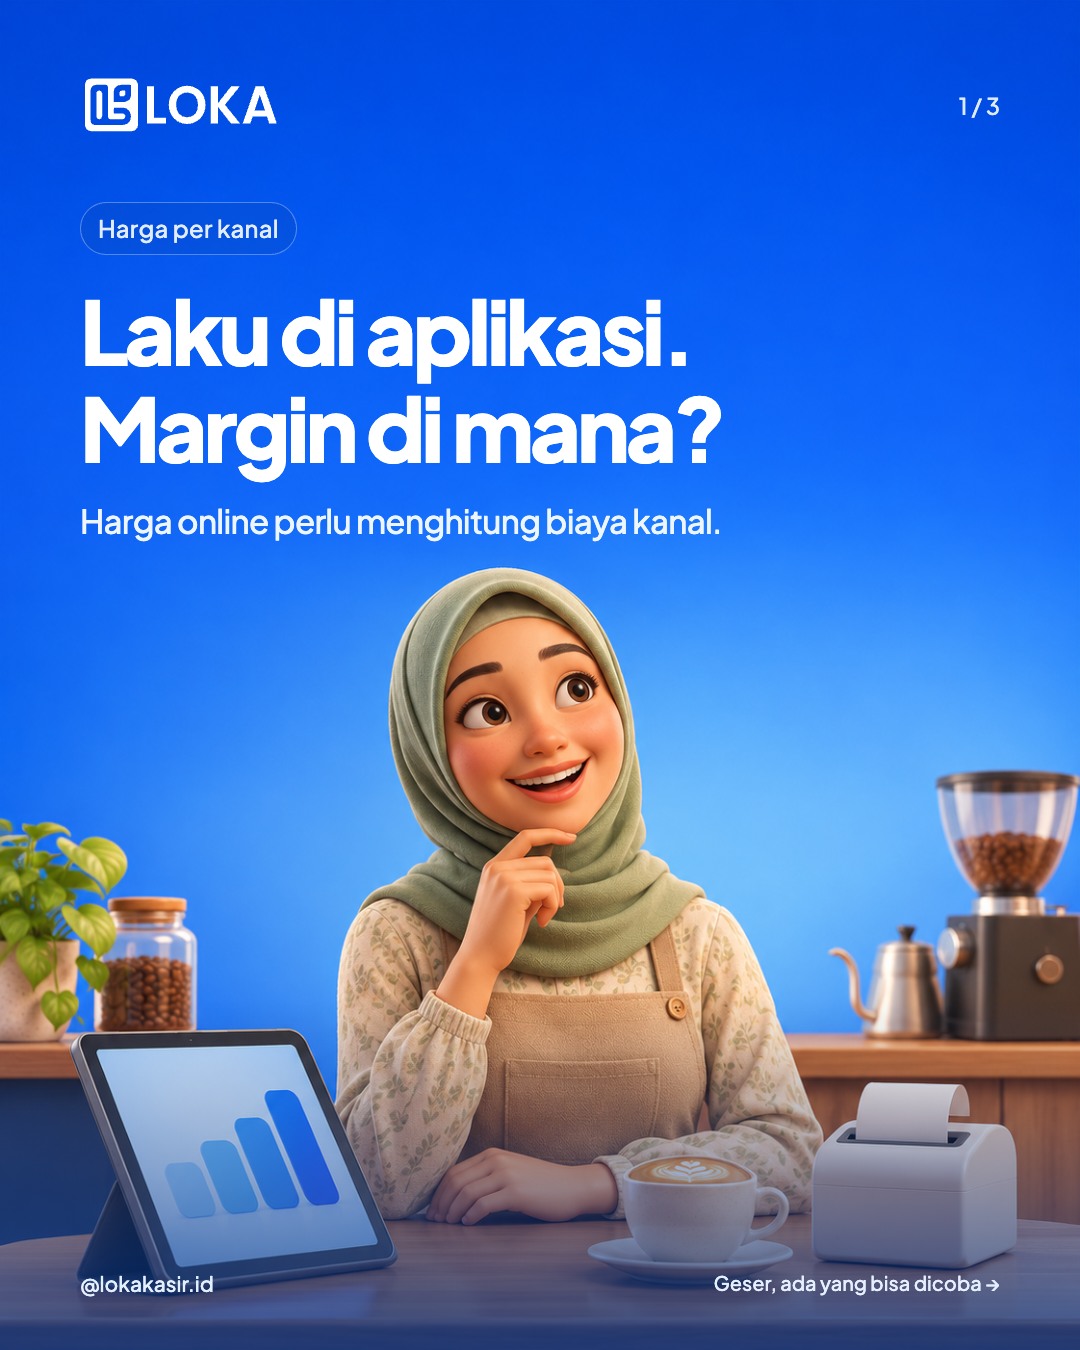 LOKA
1/3
Harga per kanal
Laku di aplikasi.
Margin di mana?
Harga online perlu menghitung biaya kanal.
@lokakasir.id
Geser, ada yang bisa dicoba →